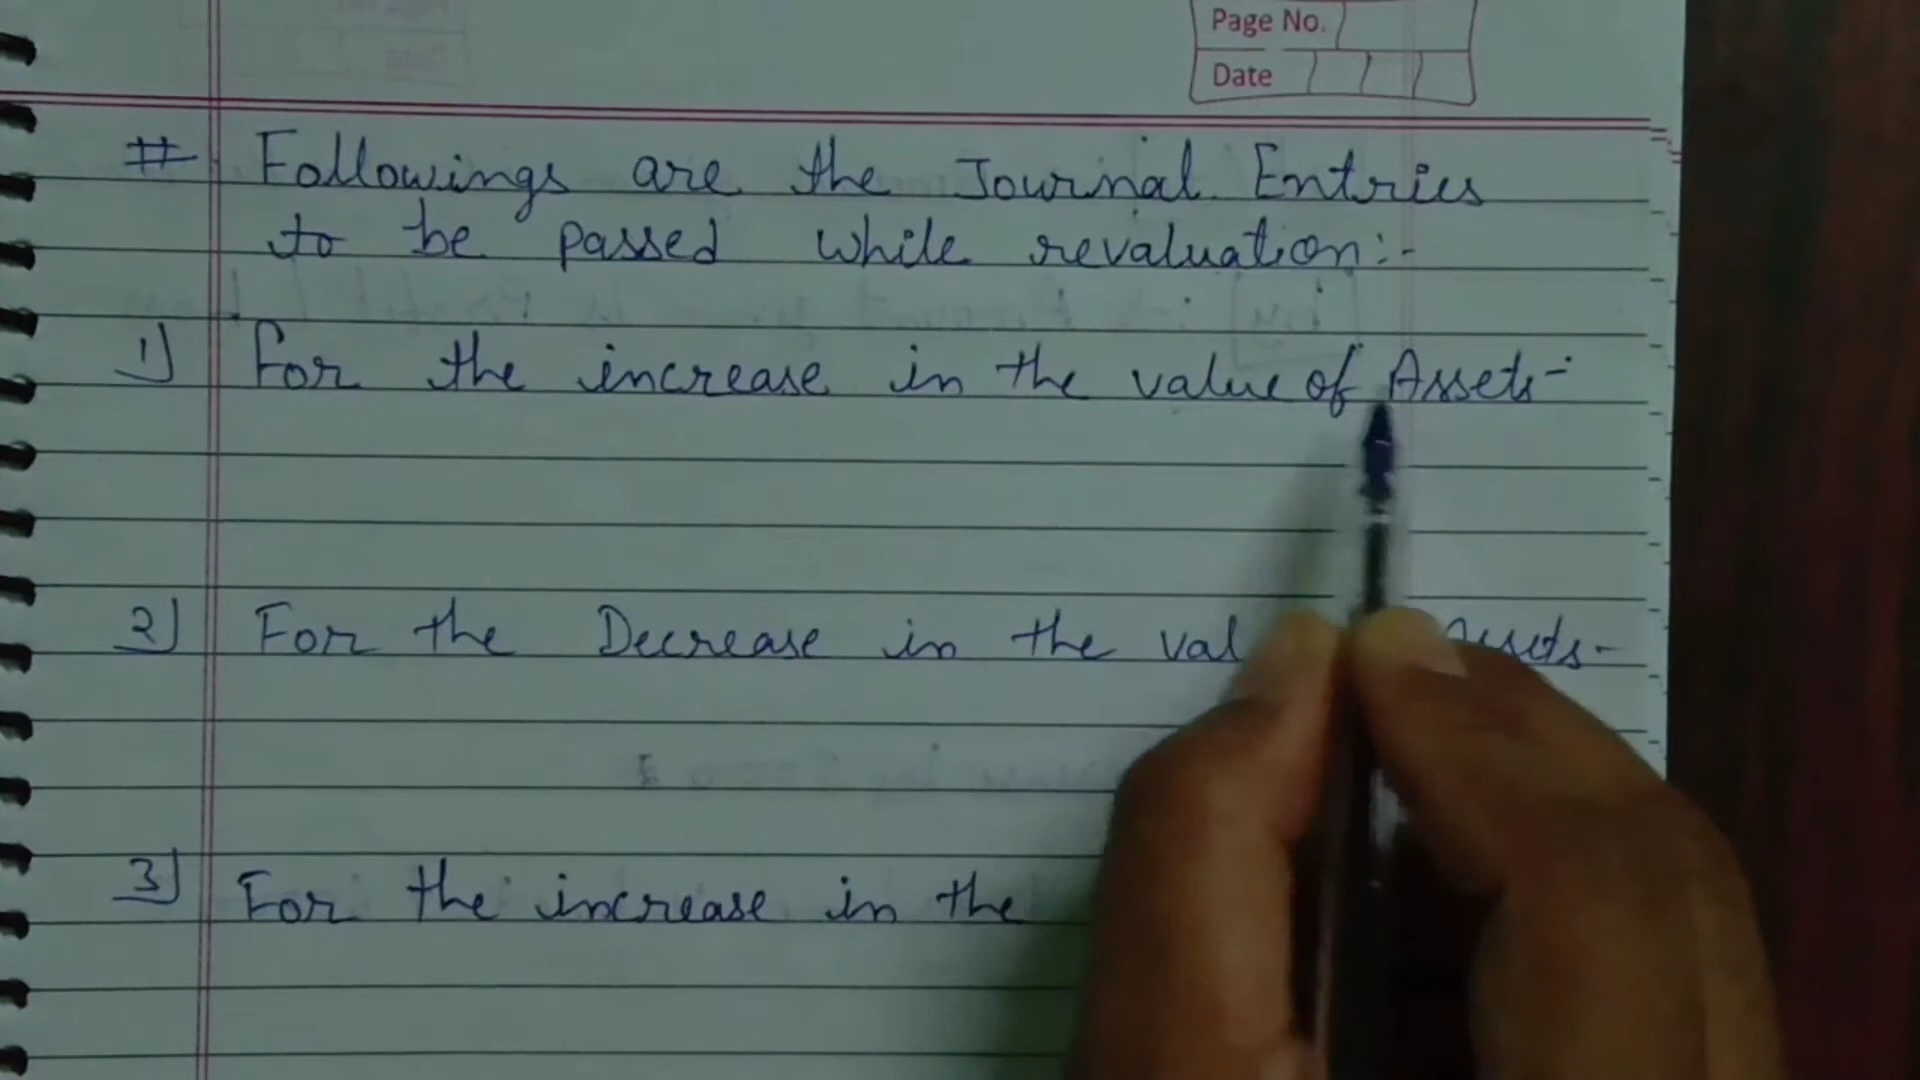 Page No.
Date
# Followings are the Journal Entries
to be passed while revaluation:-
1) For the increase in the value of Assets-
2) For the Decrease in the val Assets-
3) For the increase in the